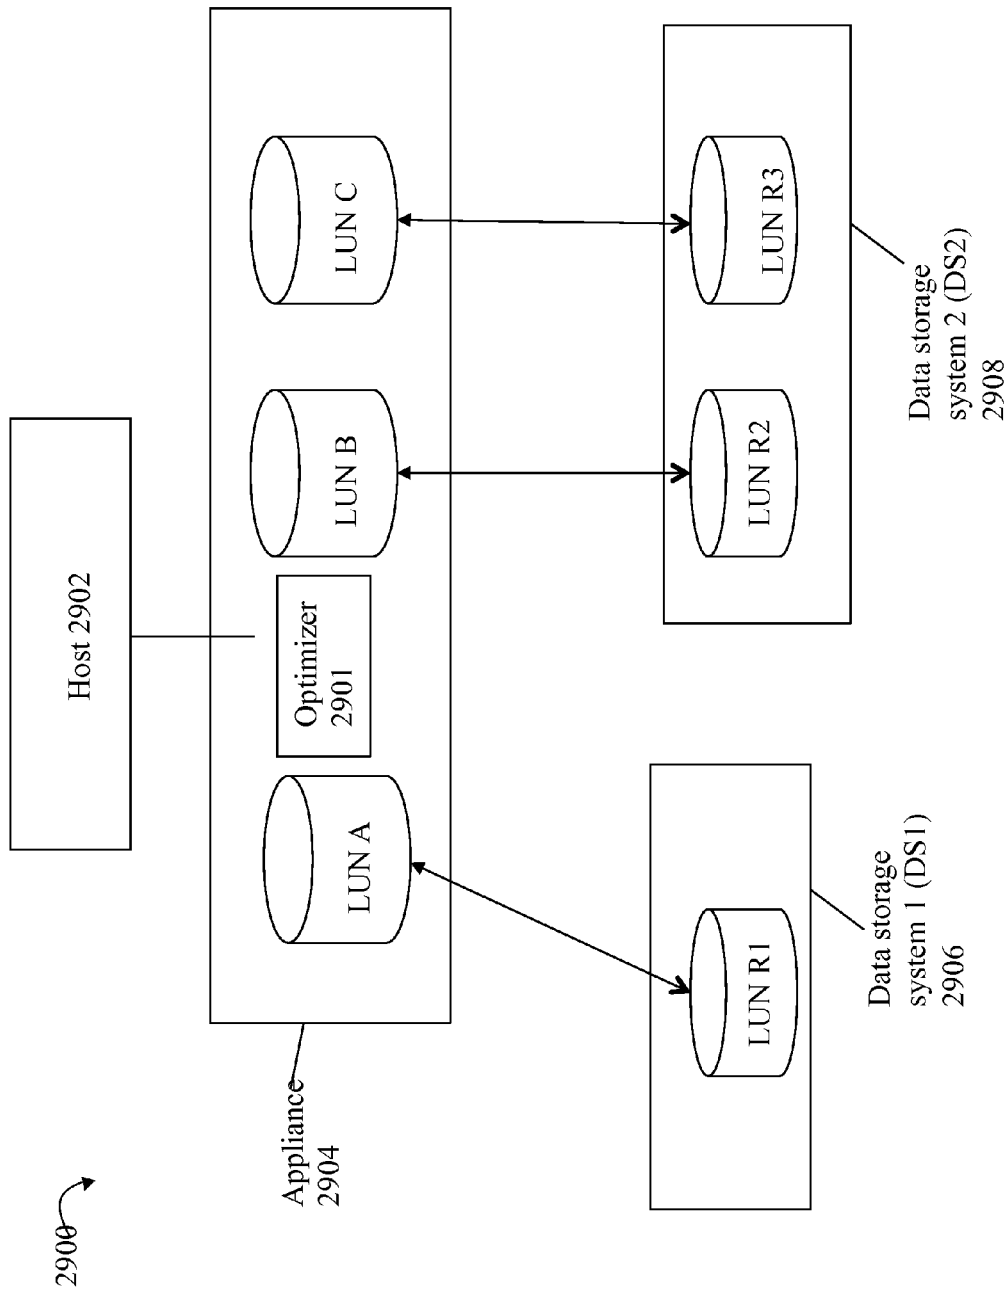 2900
Host 2902
Appliance
2904
LUN A
Optimizer
2901
LUN B
LUN C
LUN R1
LUN R2
LUN R3
Data storage
system 1 (DS1)
2906
Data storage
system 2 (DS2)
2908